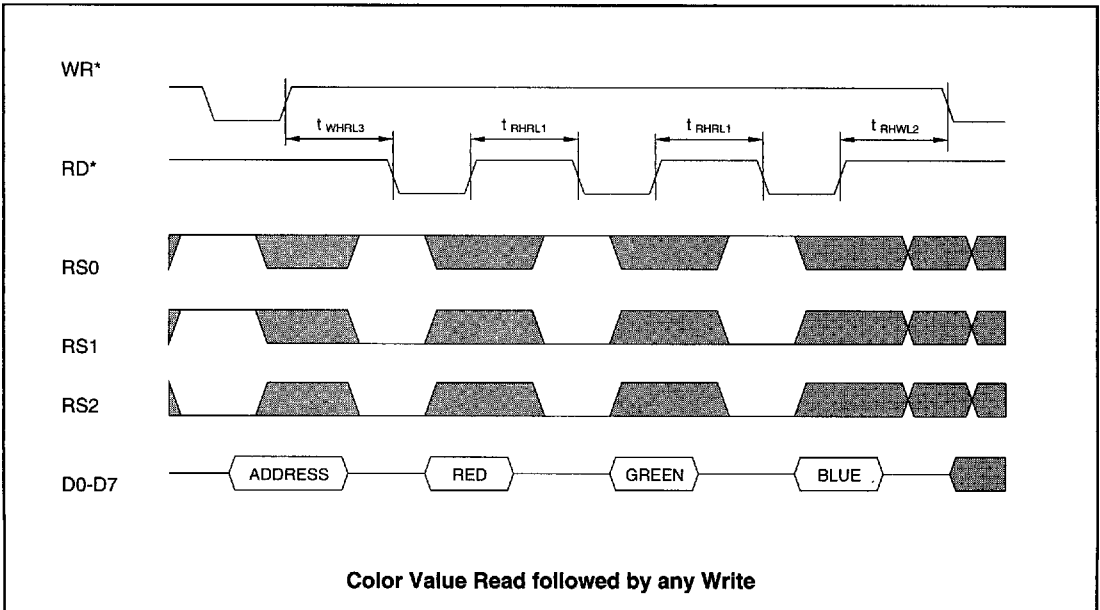 WR*
t WHRL3
t RHRL1
t RHRL1
t RHWL2
RD*
RS0
RS1
RS2
D0-D7
ADDRESS
RED
GREEN
BLUE
Color Value Read followed by any Write